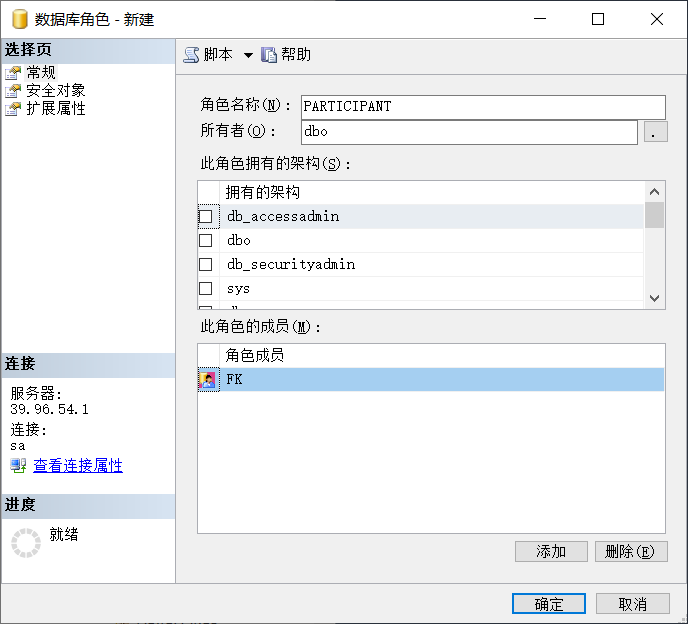 数据库角色 - 新建
选择页
常规
安全对象
扩展属性
脚本
帮助
角色名称(N):
PARTICIPANT
所有者(O):
dbo
.
此角色拥有的架构(S):
拥有的架构
db_accessadmin
dbo
db_securityadmin
sys
此角色的成员(M):
角色成员
FK
添加
删除(E)
连接
服务器:
39.96.54.1
连接:
sa
查看连接属性
进度
就绪
确定
取消